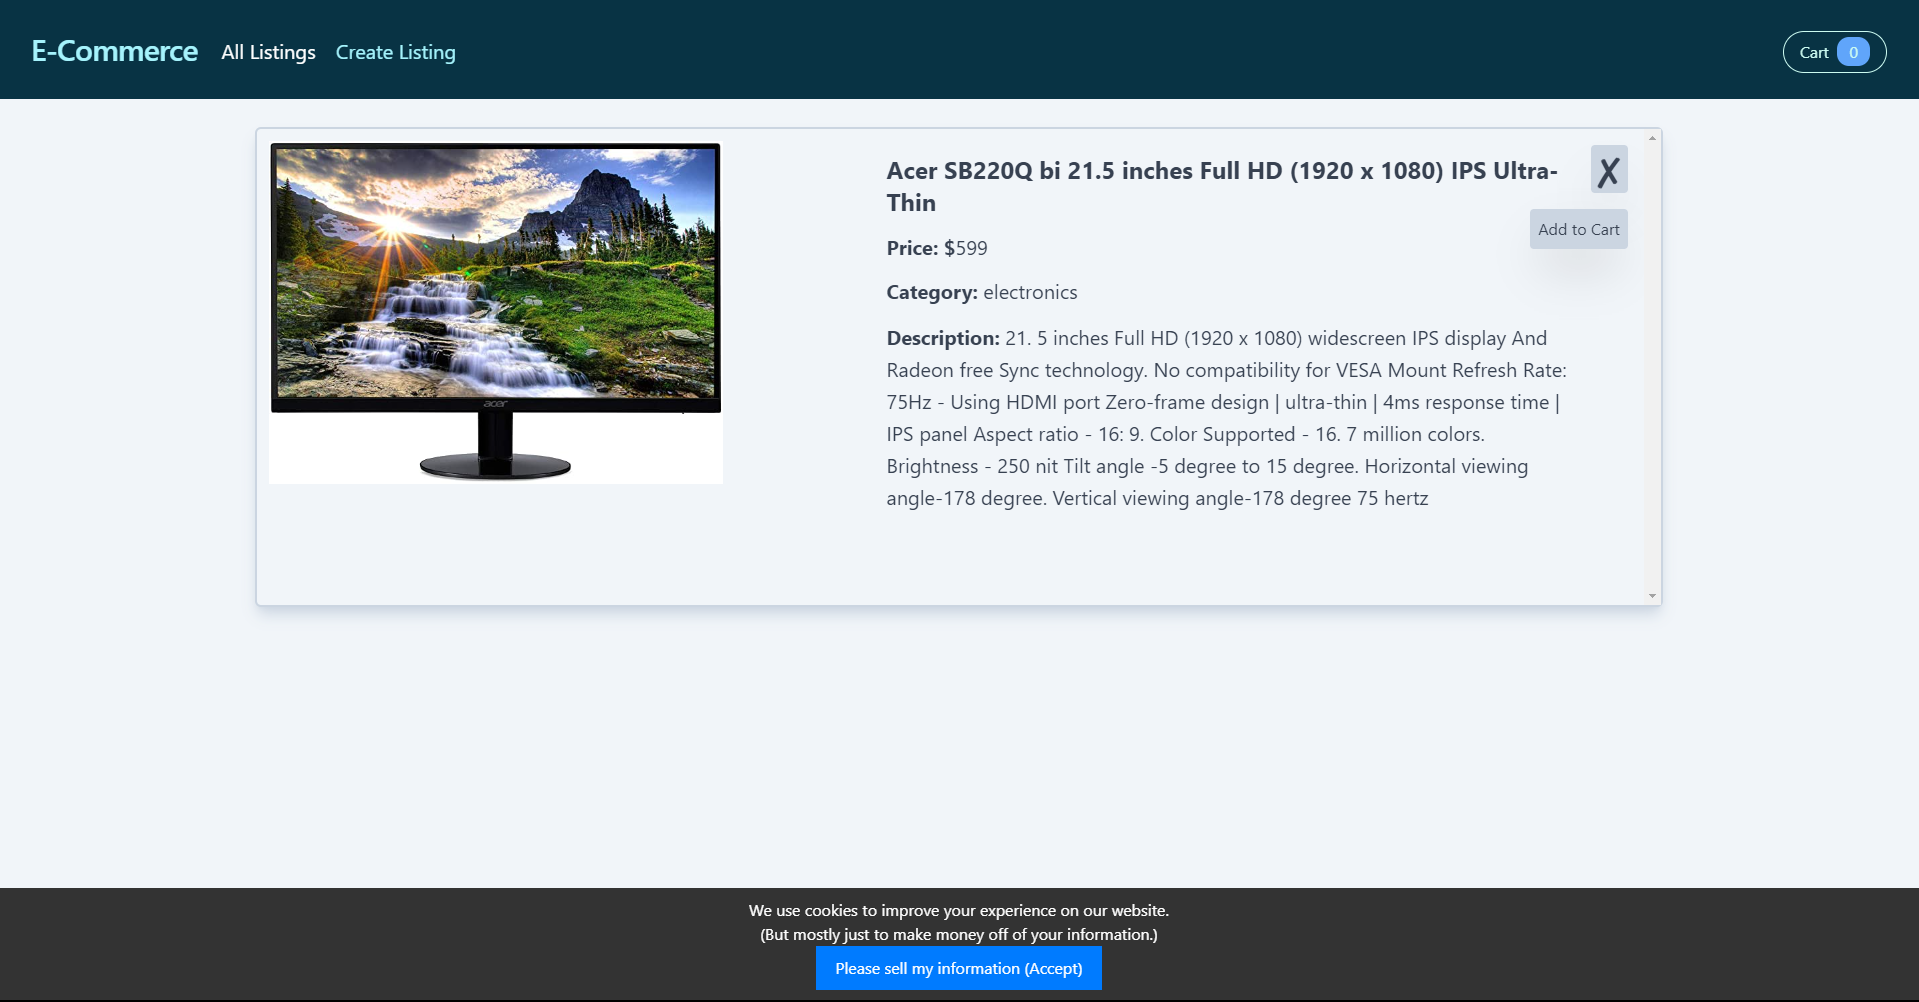 E-Commerce All Listings Create Listing Cart 0
Acer SB220Q bi 21.5 inches Full HD (1920 x 1080) IPS Ultra-
Thin
X
Add to Cart
Price: $599
Category: electronics
Description: 21. 5 inches Full HD (1920 x 1080) widescreen IPS display And
Radeon free Sync technology. No compatibility for VESA Mount Refresh Rate:
75Hz - Using HDMI port Zero-frame design | ultra-thin | 4ms response time |
IPS panel Aspect ratio - 16: 9. Color Supported - 16. 7 million colors.
Brightness - 250 nit Tilt angle -5 degree to 15 degree. Horizontal viewing
angle-178 degree. Vertical viewing angle-178 degree 75 hertz
acer
We use cookies to improve your experience on our website.
(But mostly just to make money off of your information.)
Please sell my information (Accept)